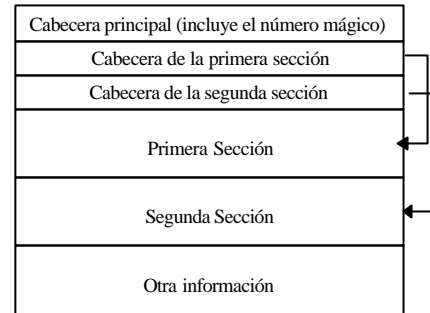 Cabecera principal (incluye el número mágico)
Cabecera de la primera sección
Cabecera de la segunda sección
Primera Sección
Segunda Sección
Otra información